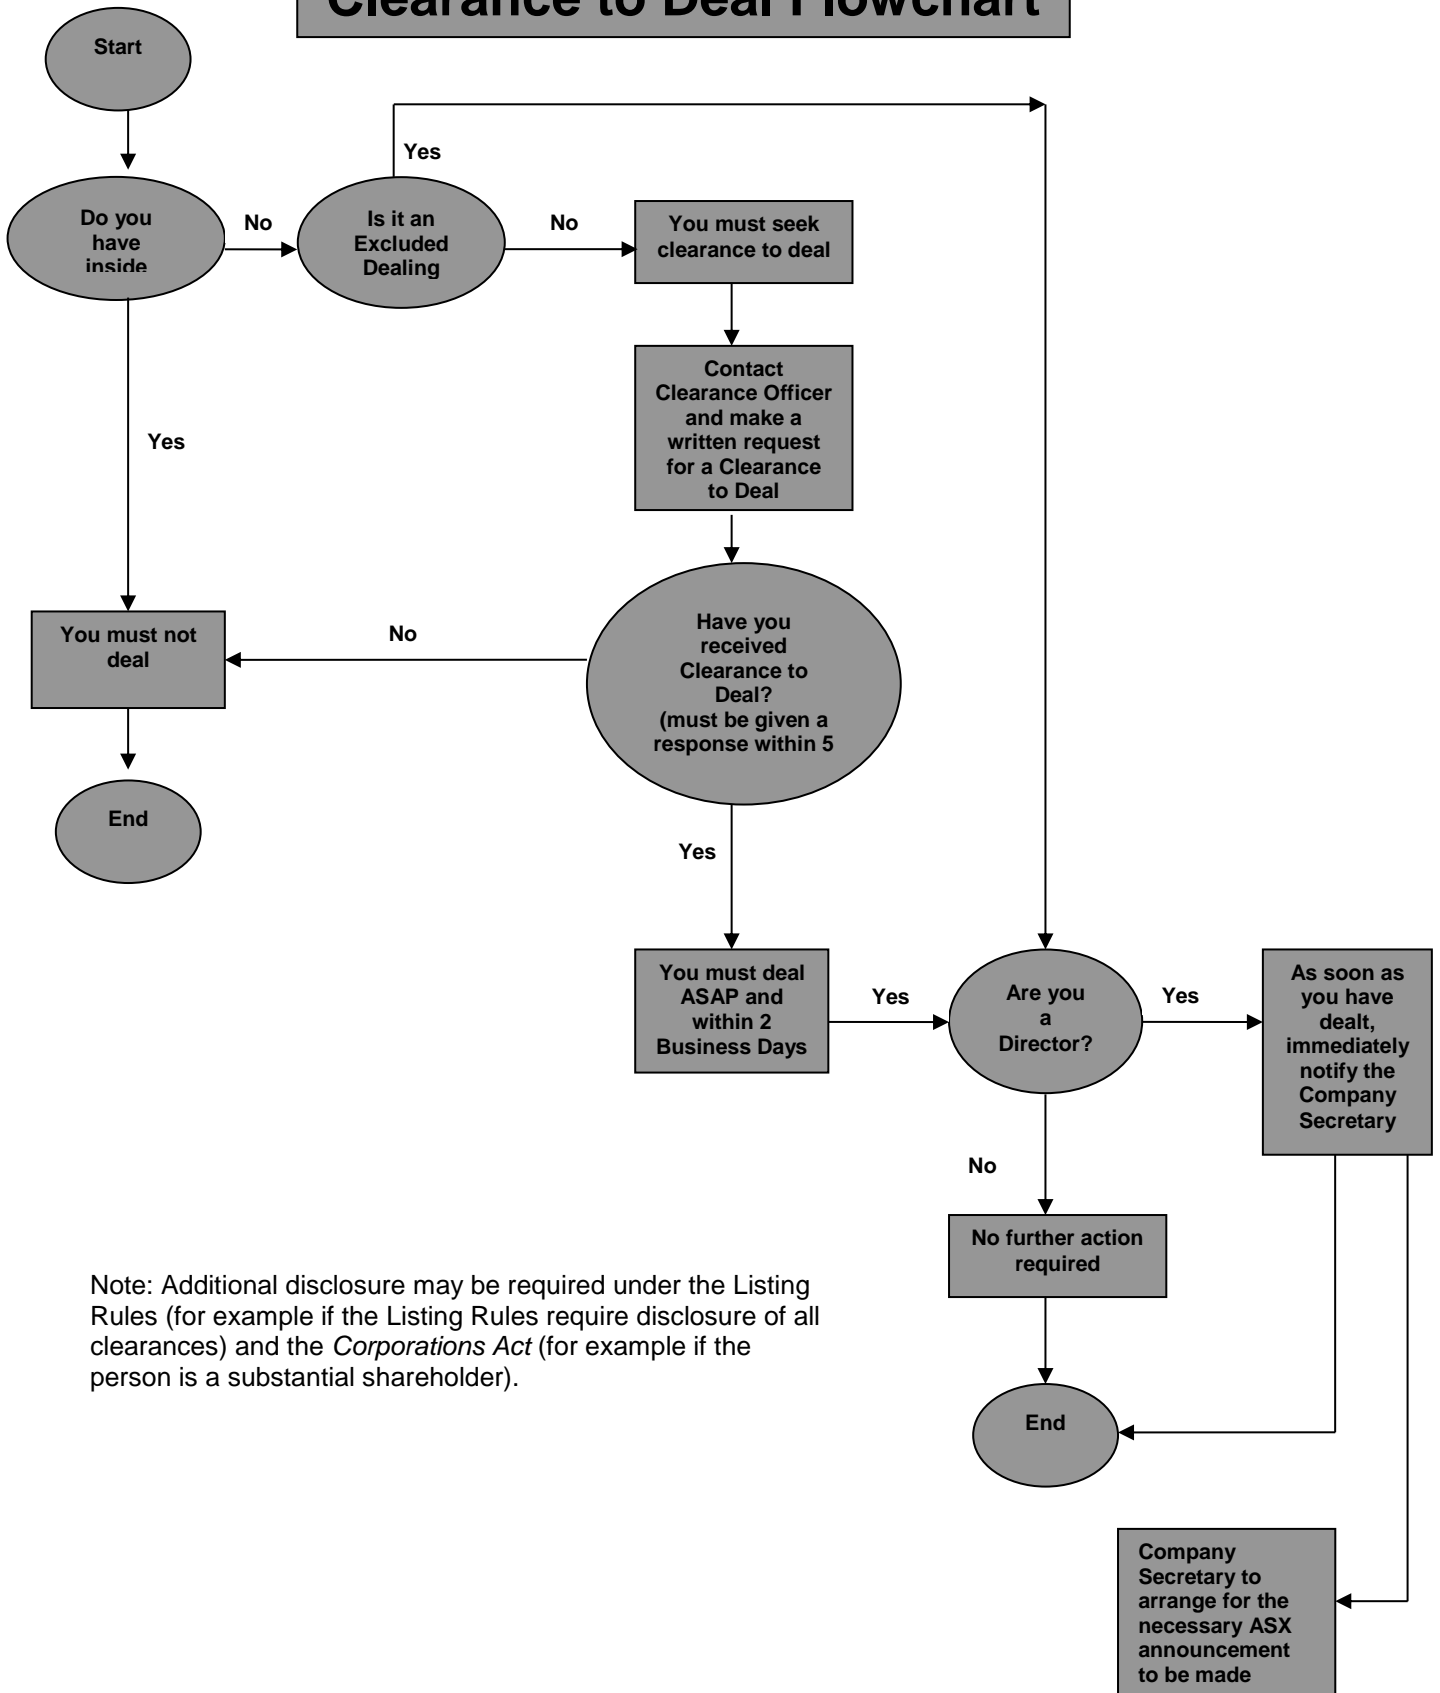 Clearance to Deal Flowchart
Start
Yes
Do you
have
inside
No
Is it an
Excluded
Dealing
No
You must seek
clearance to deal
Contact
Clearance Officer
and make a
written request
for a Clearance
to Deal
Yes
You must not
deal
No
Have you
received
Clearance to
Deal?
(must be given a
response within 5
End
Yes
You must deal
ASAP and
within 2
Business Days
Yes
Are you
a
Director?
Yes
As soon as
you have
dealt,
immediately
notify the
Company
Secretary
No
No further action
required
Note: Additional disclosure may be required under the Listing
Rules (for example if the Listing Rules require disclosure of all
clearances) and the Corporations Act (for example if the
person is a substantial shareholder).
End
Company
Secretary to
arrange for the
necessary ASX
announcement
to be made